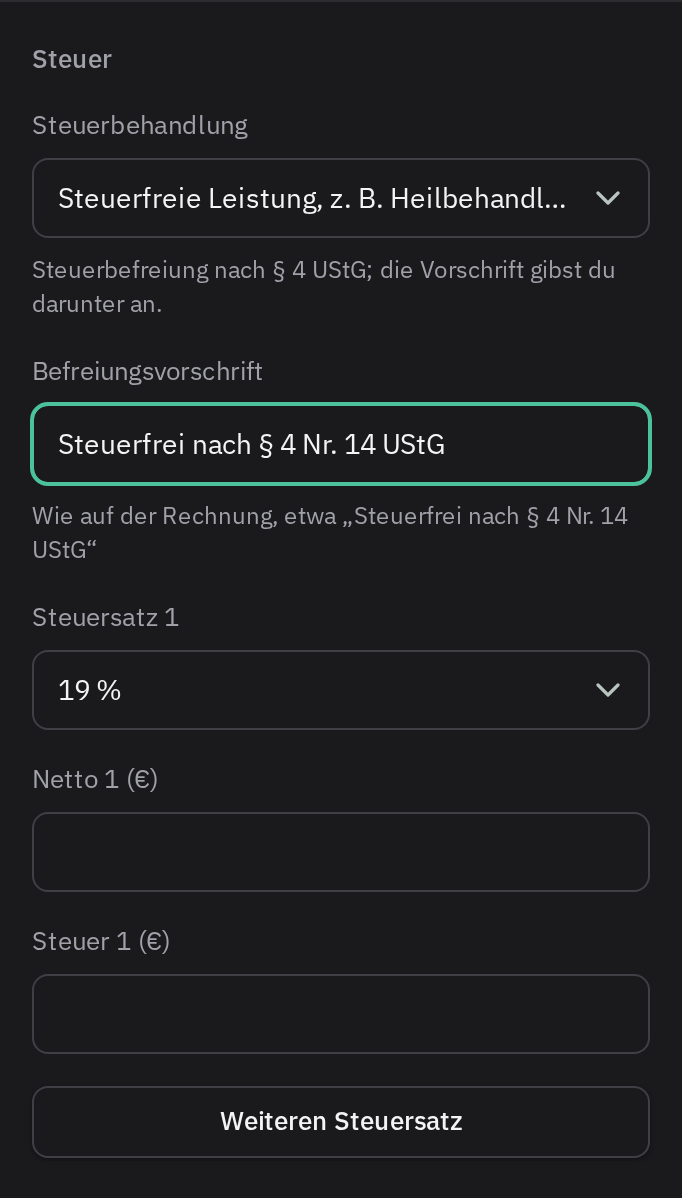 Steuer
Steuerbehandlung
Steuerfreie Leistung, z. B. Heilbehandl...
Steuerbefreiung nach § 4 UStG; die Vorschrift gibst du
darunter an.
Befreiungsvorschrift
Steuerfrei nach § 4 Nr. 14 UStG
Wie auf der Rechnung, etwa „Steuerfrei nach § 4 Nr. 14
UStG“
Steuersatz 1
19 %
Netto 1 (€)
Steuer 1 (€)
Weiteren Steuersatz